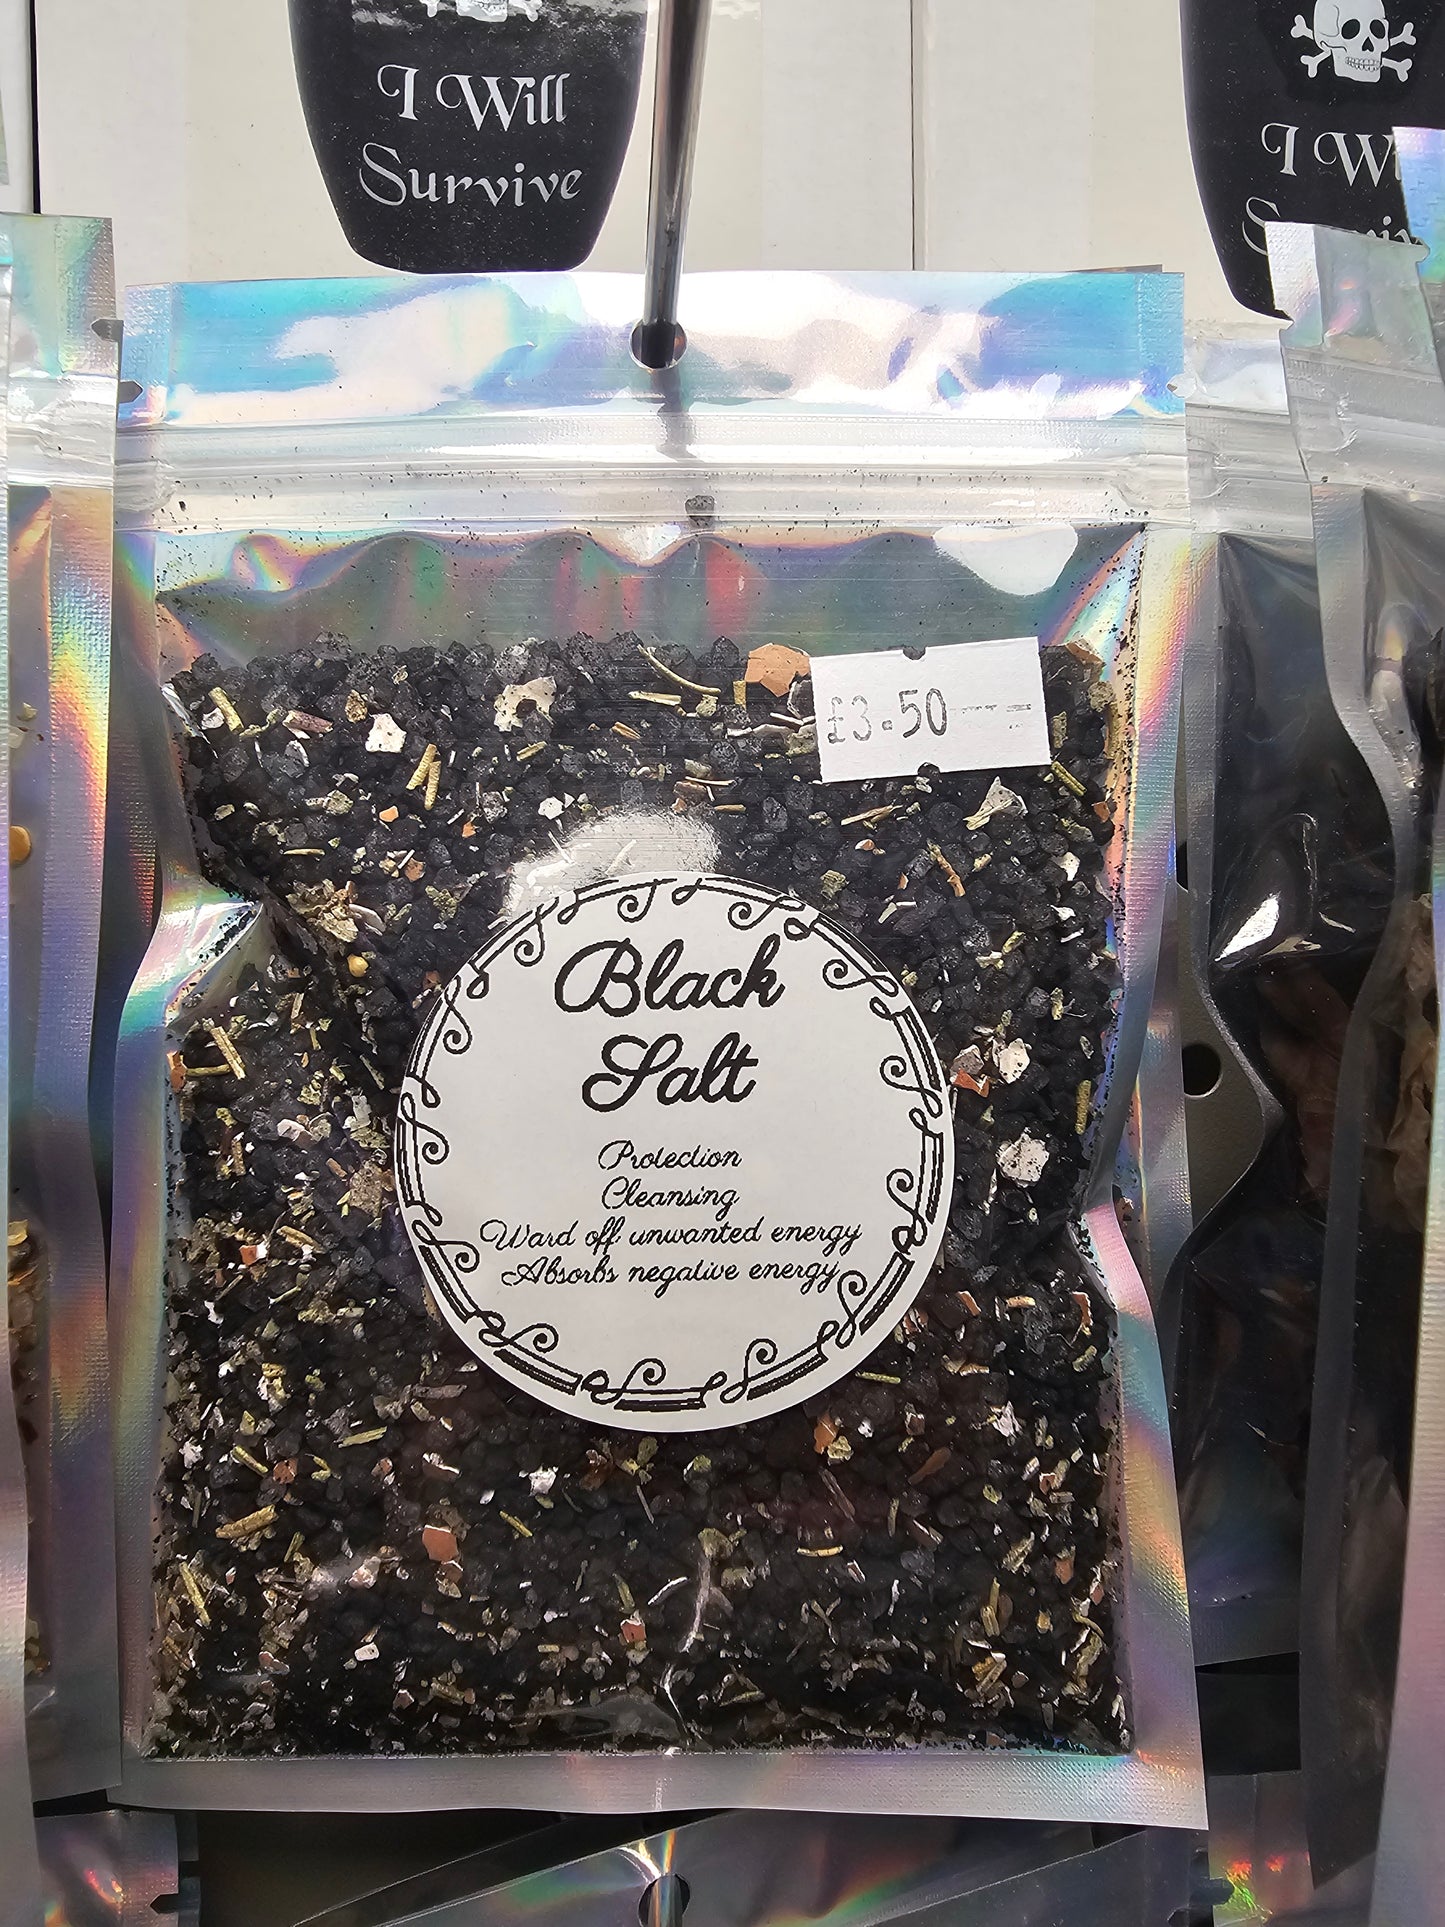 I Will
Survive
I W
£3.50
Black
Salt
Protection
Cleansing
Ward off unwanted energy
Absorbs negative energy